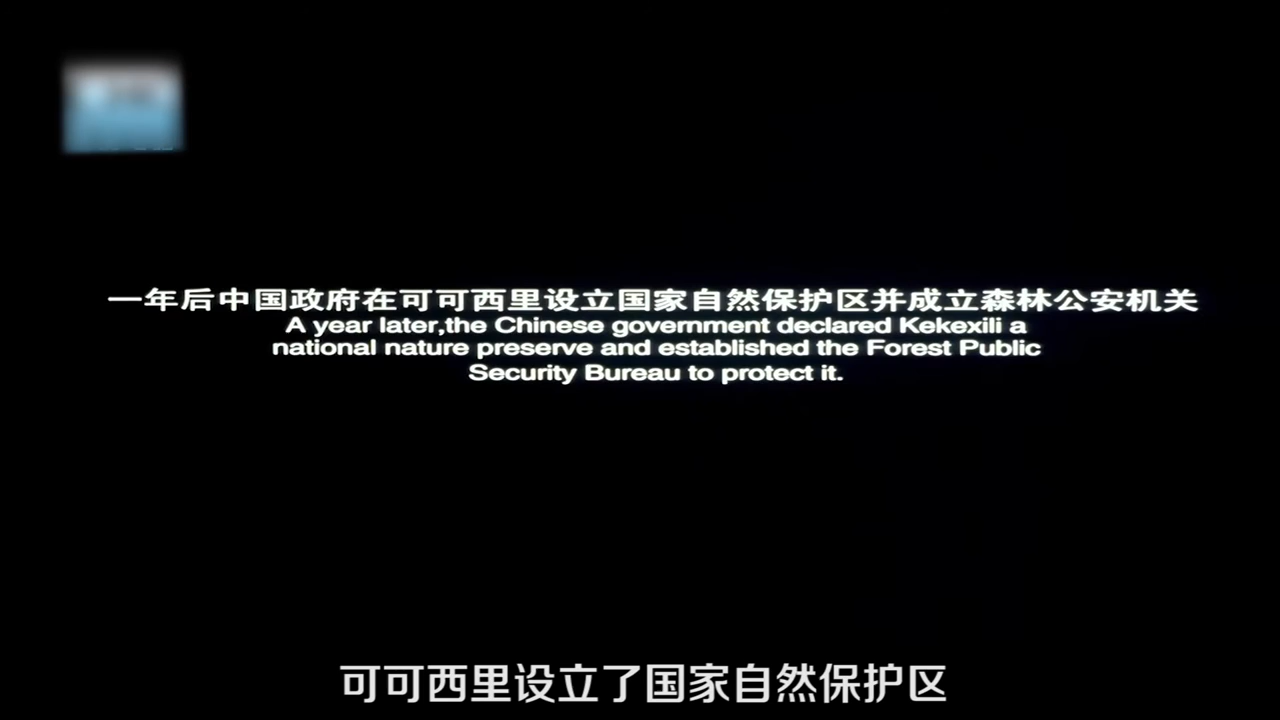 一年后中国政府在可可西里设立国家自然保护区并成立森林公安机关
A year later,the Chinese government declared Kekexili a
national nature preserve and established the Forest Public
Security Bureau to protect it.
可可西里设立了国家自然保护区